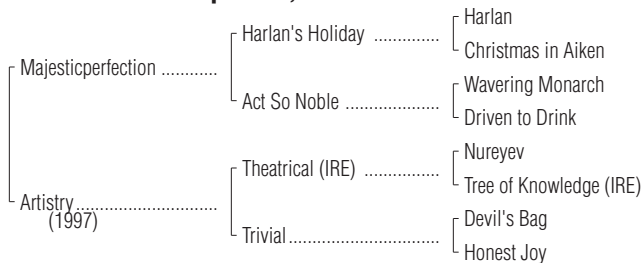 Harlan
Harlan's Holiday ..............
Christmas in Aiken
Majesticperfection ............
Wavering Monarch
Act So Noble ....................
Driven to Drink
Nureyev
Theatrical (IRE) ................
Tree of Knowledge (IRE)
Artistry..............................
(1997)
Devil's Bag
Trivial................................
Honest Joy